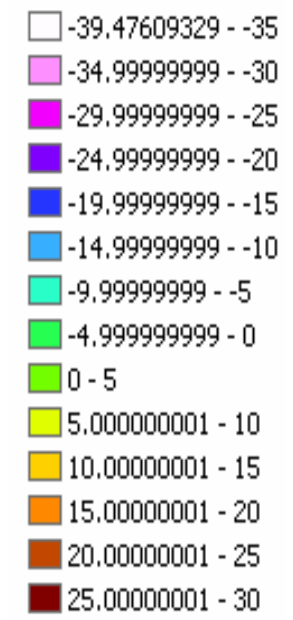 -39.47609329 - -35
-34.99999999 - -30
-29.99999999 - -25
-24.99999999 - -20
-19.99999999 - -15
-14.99999999 - -10
-9.99999999 - -5
-4.999999999 - 0
0 - 5
5.000000001 - 10
10.00000001 - 15
15.00000001 - 20
20.00000001 - 25
25.00000001 - 30